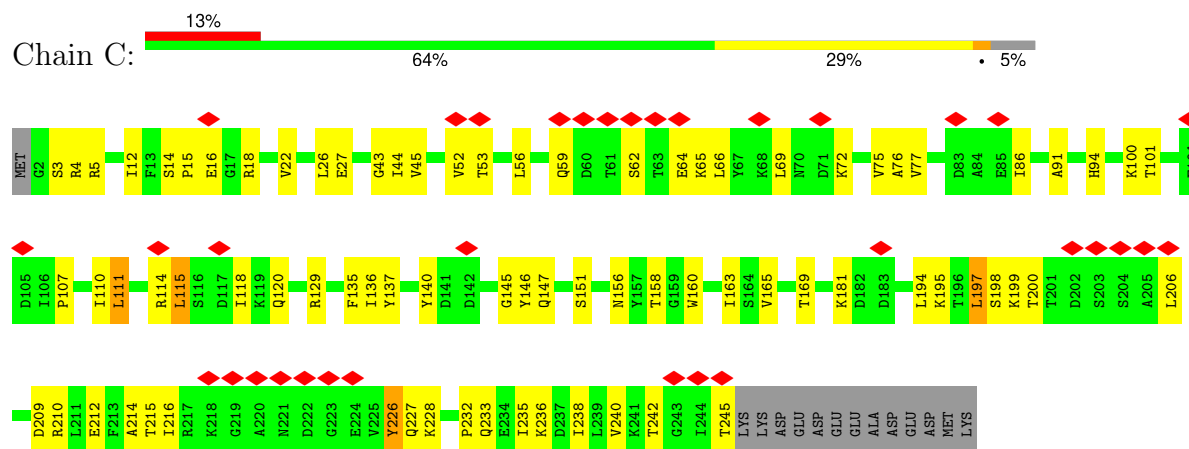 13%
Chain C:
64% 29% • 5%
MET G2 S3 R4 R5 I12 F13 S14 P15 E16 G17 R18 V22 L26 E27 G43 I44 V45 V52 T53 L56 Q59 D60 T61 S62 T63 E64 K65 L66 Y67 K68 L69 N70 D71 K72 V75 A76 V77 D83 A84 E85 I86 A91 H94 K100 T101
D105 I106 P107 I110 L111 R114 L115 S116 D117 I118 K119 Q120 R129 F135 I136 Y137 Y140 D141 D142 G145 Y146 Q147 S151 N156 Y157 T158 G159 W160 I163 S164 V165 T169 K181 D182 D183 L194 K195 T196 L197 S198 K199 T200 T201 D202 S203 S204 A205 L206
D209 R210 L211 E212 F213 A214 T215 I216 R217 K218 G219 A220 N221 D222 G223 E224 V225 Y226 Q227 K228 P232 Q233 E234 I235 K236 D237 I238 L239 V240 K241 T242 G243 I244 T245 LYS LYS ASP GLU ASP ASP GLU GLU ALA ASP ASP GLU ASP MET LYS